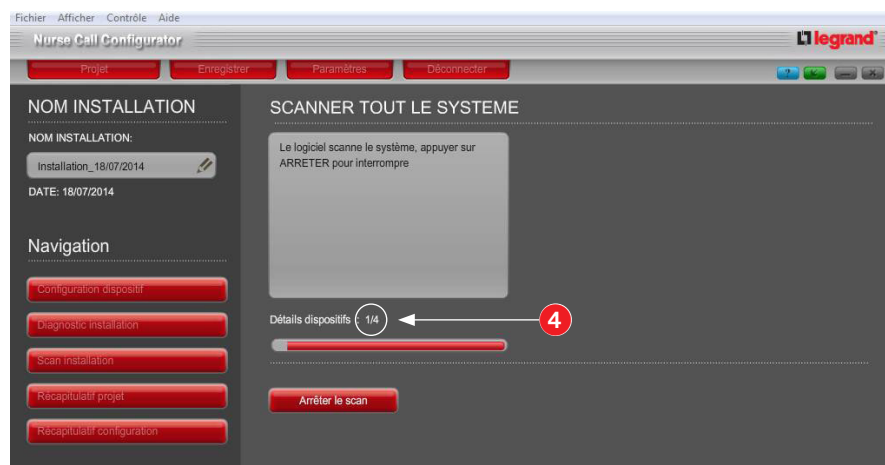 Fichier Afficher Contrôle Aide
Nurse Call Configurator
legrand
Projet Enregistrer Paramètres Déconnecter
?
NOM INSTALLATION
NOM INSTALLATION:
Installation_18/07/2014
DATE: 18/07/2014
Navigation
Configuration dispositif
Diagnostic installation
Scan installation
Récapitulatif projet
Récapitulatif configuration
SCANNER TOUT LE SYSTEME
Le logiciel scanne le système, appuyer sur
ARRETER pour interrompre
Détails dispositifs : 1/4
4
Arrêter le scan